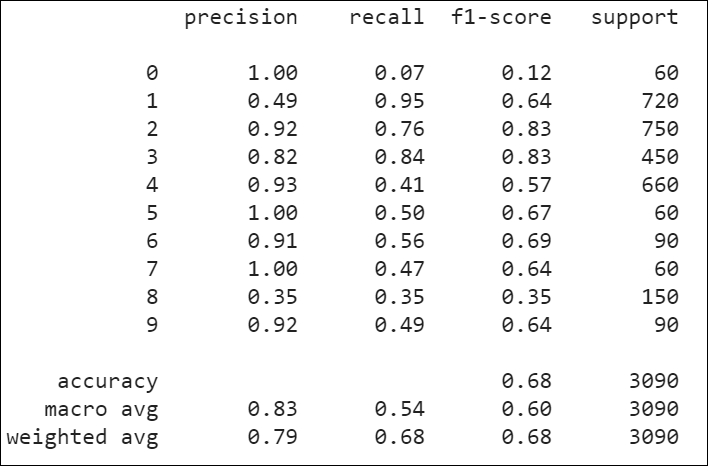 precision recall f1-score support
0 1.00 0.07 0.12 60
1 0.49 0.95 0.64 720
2 0.92 0.76 0.83 750
3 0.82 0.84 0.83 450
4 0.93 0.41 0.57 660
5 1.00 0.50 0.67 60
6 0.91 0.56 0.69 90
7 1.00 0.47 0.64 60
8 0.35 0.35 0.35 150
9 0.92 0.49 0.64 90
accuracy 0.68 3090
macro avg 0.83 0.54 0.60 3090
weighted avg 0.79 0.68 0.68 3090